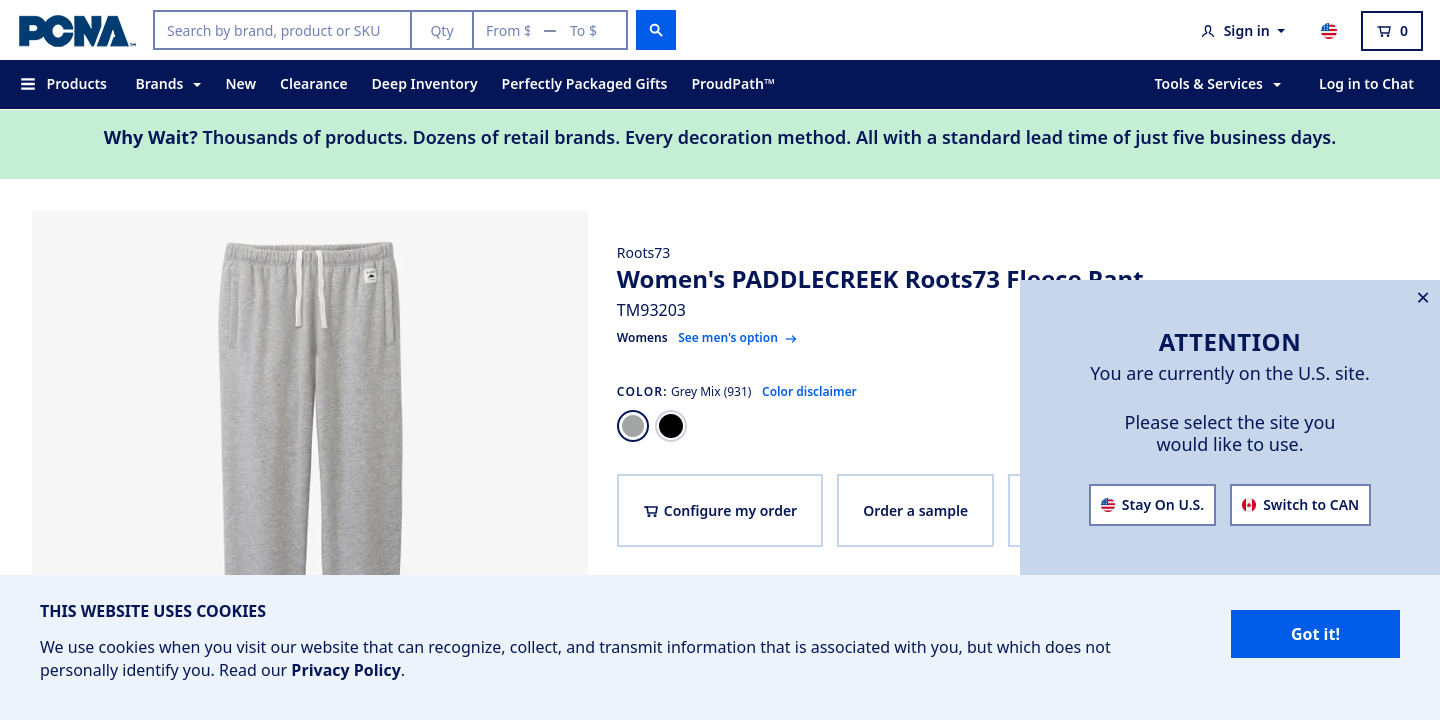 PCNA
Search by brand, product or SKU
Qty
From $ — To $
Sign in
0
Products
Brands
New
Clearance
Deep Inventory
Perfectly Packaged Gifts
ProudPath™
Tools & Services
Log in to Chat
Why Wait? Thousands of products. Dozens of retail brands. Every decoration method. All with a standard lead time of just five business days.
Roots73
Women's PADDLECREEK Roots73 Fleece Pant
TM93203
Womens See men's option →
COLOR: Grey Mix (931) Color disclaimer
Configure my order
Order a sample
ATTENTION
You are currently on the U.S. site.
Please select the site you
would like to use.
Stay On U.S.
Switch to CAN
THIS WEBSITE USES COOKIES
We use cookies when you visit our website that can recognize, collect, and transmit information that is associated with you, but which does not
personally identify you. Read our Privacy Policy.
Got it!